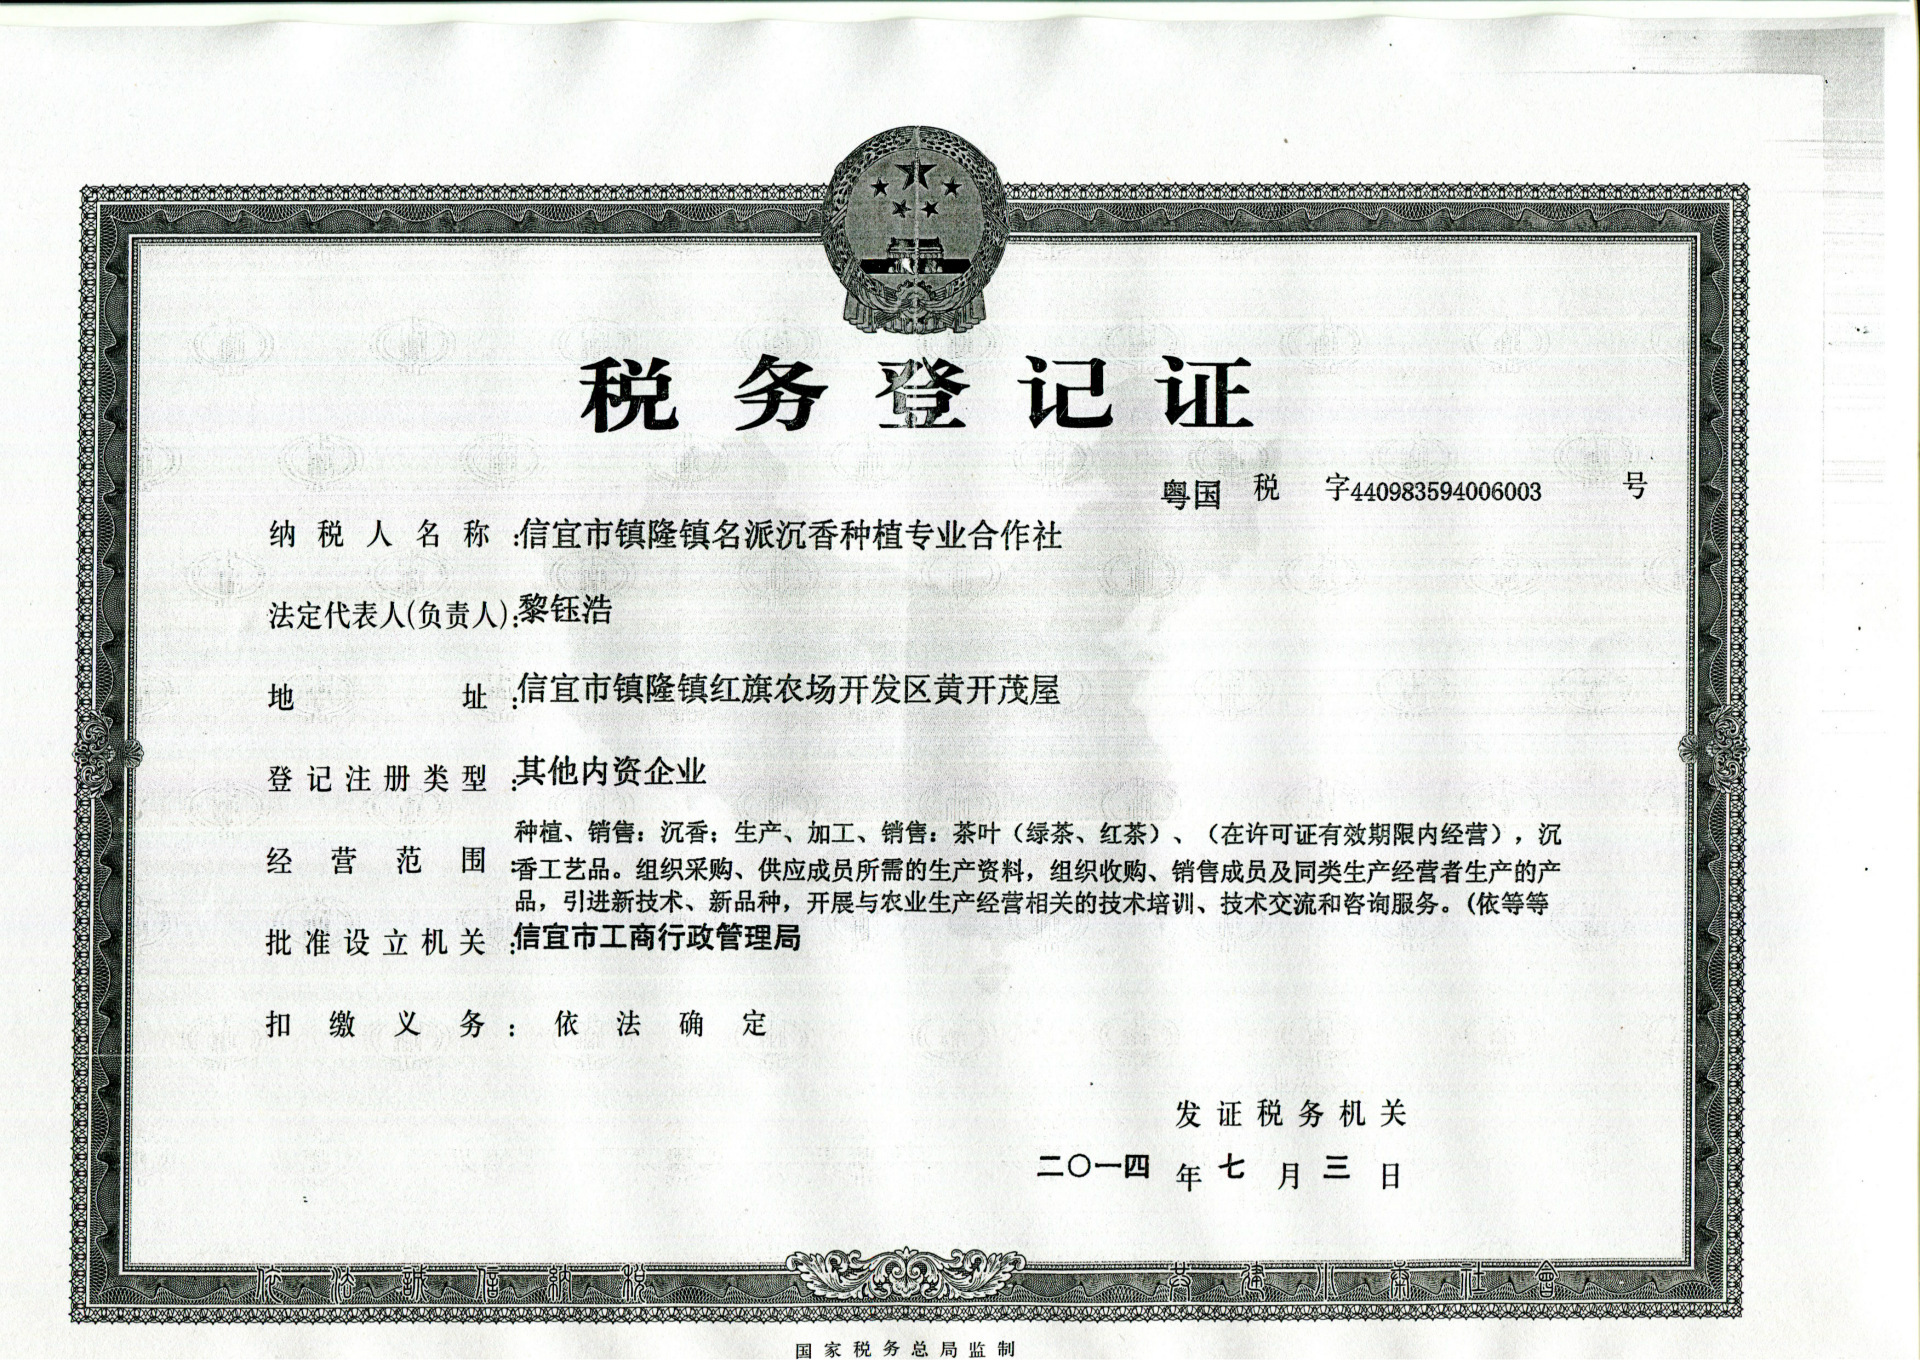 税务登记证
粤国 税 字440983594006003 号
纳税人名称:信宜市镇隆镇名派沉香种植专业合作社
法定代表人(负责人):黎钰浩
地址:信宜市镇隆镇红旗农场开发区黄开茂屋
登记注册类型:其他内资企业
经营范围:种植、销售：沉香；生产、加工、销售：茶叶（绿茶、红茶）、（在许可证有效期限内经营），沉
香工艺品。组织采购、供应成员所需的生产资料，组织收购、销售成员及同类生产经营者生产的产
品，引进新技术、新品种，开展与农业生产经营相关的技术培训、技术交流和咨询服务。（依等等
批准设立机关:信宜市工商行政管理局
扣缴义务：依法确定
发证税务机关
二〇一四 年 七 月 三 日
依法誠信納税 共建小康社會
国家税务总局监制